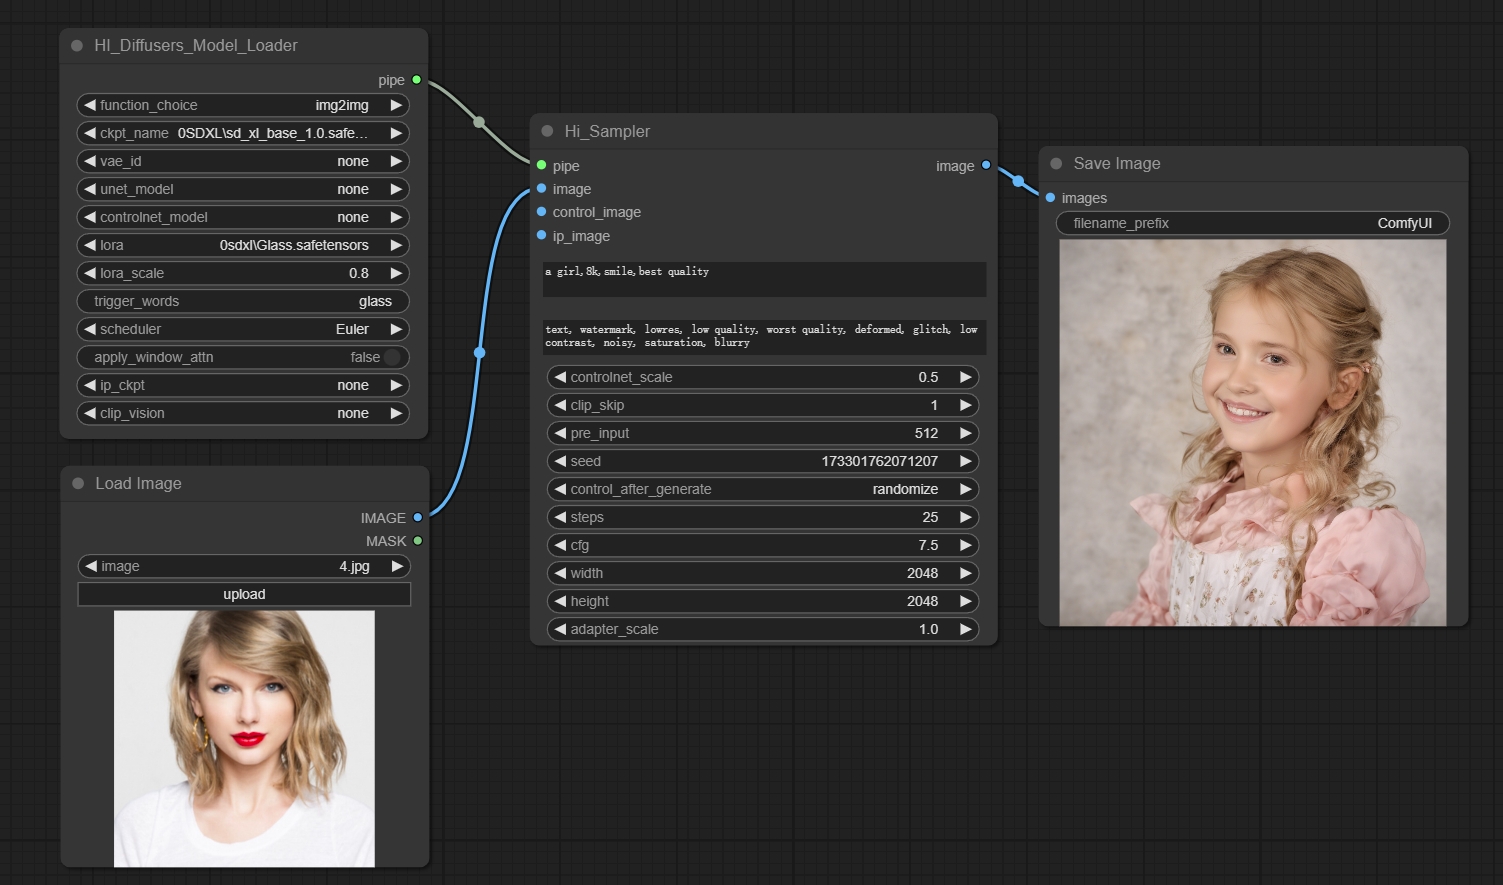 HI_Diffusers_Model_Loader
pipe
function_choice img2img
ckpt_name 0SDXL\sd_xl_base_1.0.safe...
vae_id none
unet_model none
controlnet_model none
lora 0sdxl\Glass.safetensors
lora_scale 0.8
trigger_words glass
scheduler Euler
apply_window_attn false
ip_ckpt none
clip_vision none
Load Image
IMAGE
MASK
image 4.jpg
upload
Hi_Sampler
pipe image
image
control_image
ip_image
a girl,8k,smile,best quality
text, watermark, lowres, low quality, worst quality, deformed, glitch, low
contrast, noisy, saturation, blurry
controlnet_scale 0.5
clip_skip 1
pre_input 512
seed 173301762071207
control_after_generate randomize
steps 25
cfg 7.5
width 2048
height 2048
adapter_scale 1.0
Save Image
images
filename_prefix ComfyUI